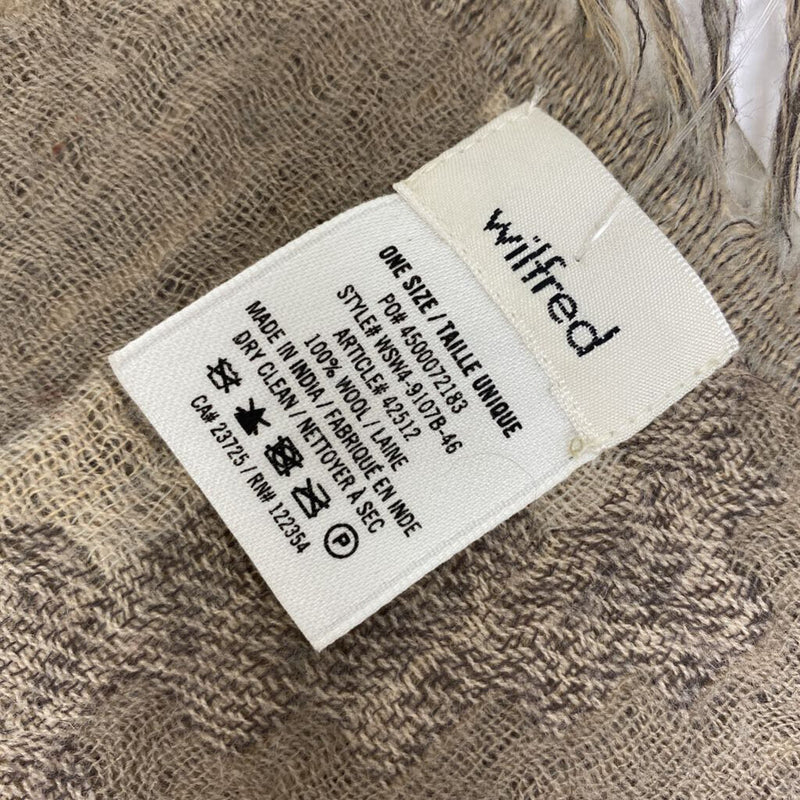 wilfred
ONE SIZE / TAILLE UNIQUE
PO# 4500072183
STYLE# WSW4-9107B-46
ARTICLE# 42512
100% WOOL / LAINE
MADE IN INDIA / FABRIQUÉ EN INDE
DRY CLEAN / NETTOYER À SEC
P
CA# 23725 / RN# 122354